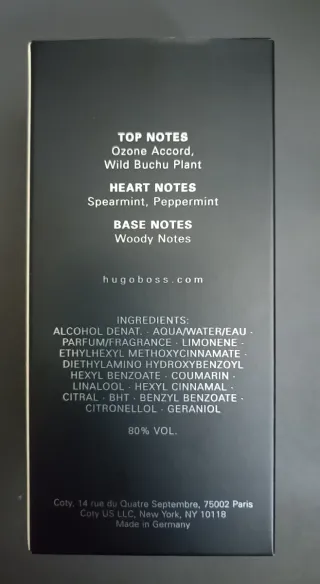 TOP NOTES
Ozone Accord,
Wild Buchu Plant
HEART NOTES
Spearmint, Peppermint
BASE NOTES
Woody Notes
hugoboss.com
INGREDIENTS:
ALCOHOL DENAT. · AQUA/WATER/EAU ·
PARFUM/FRAGRANCE · LIMONENE ·
ETHYLHEXYL METHOXYCINNAMATE ·
DIETHYLAMINO HYDROXYBENZOYL
HEXYL BENZOATE · COUMARIN ·
LINALOOL · HEXYL CINNAMAL ·
CITRAL · BHT · BENZYL BENZOATE ·
CITRONELLOL · GERANIOL
80% VOL.
Coty, 14 rue du Quatre Septembre, 75002 Paris
Coty US LLC, New York, NY 10118
Made in Germany